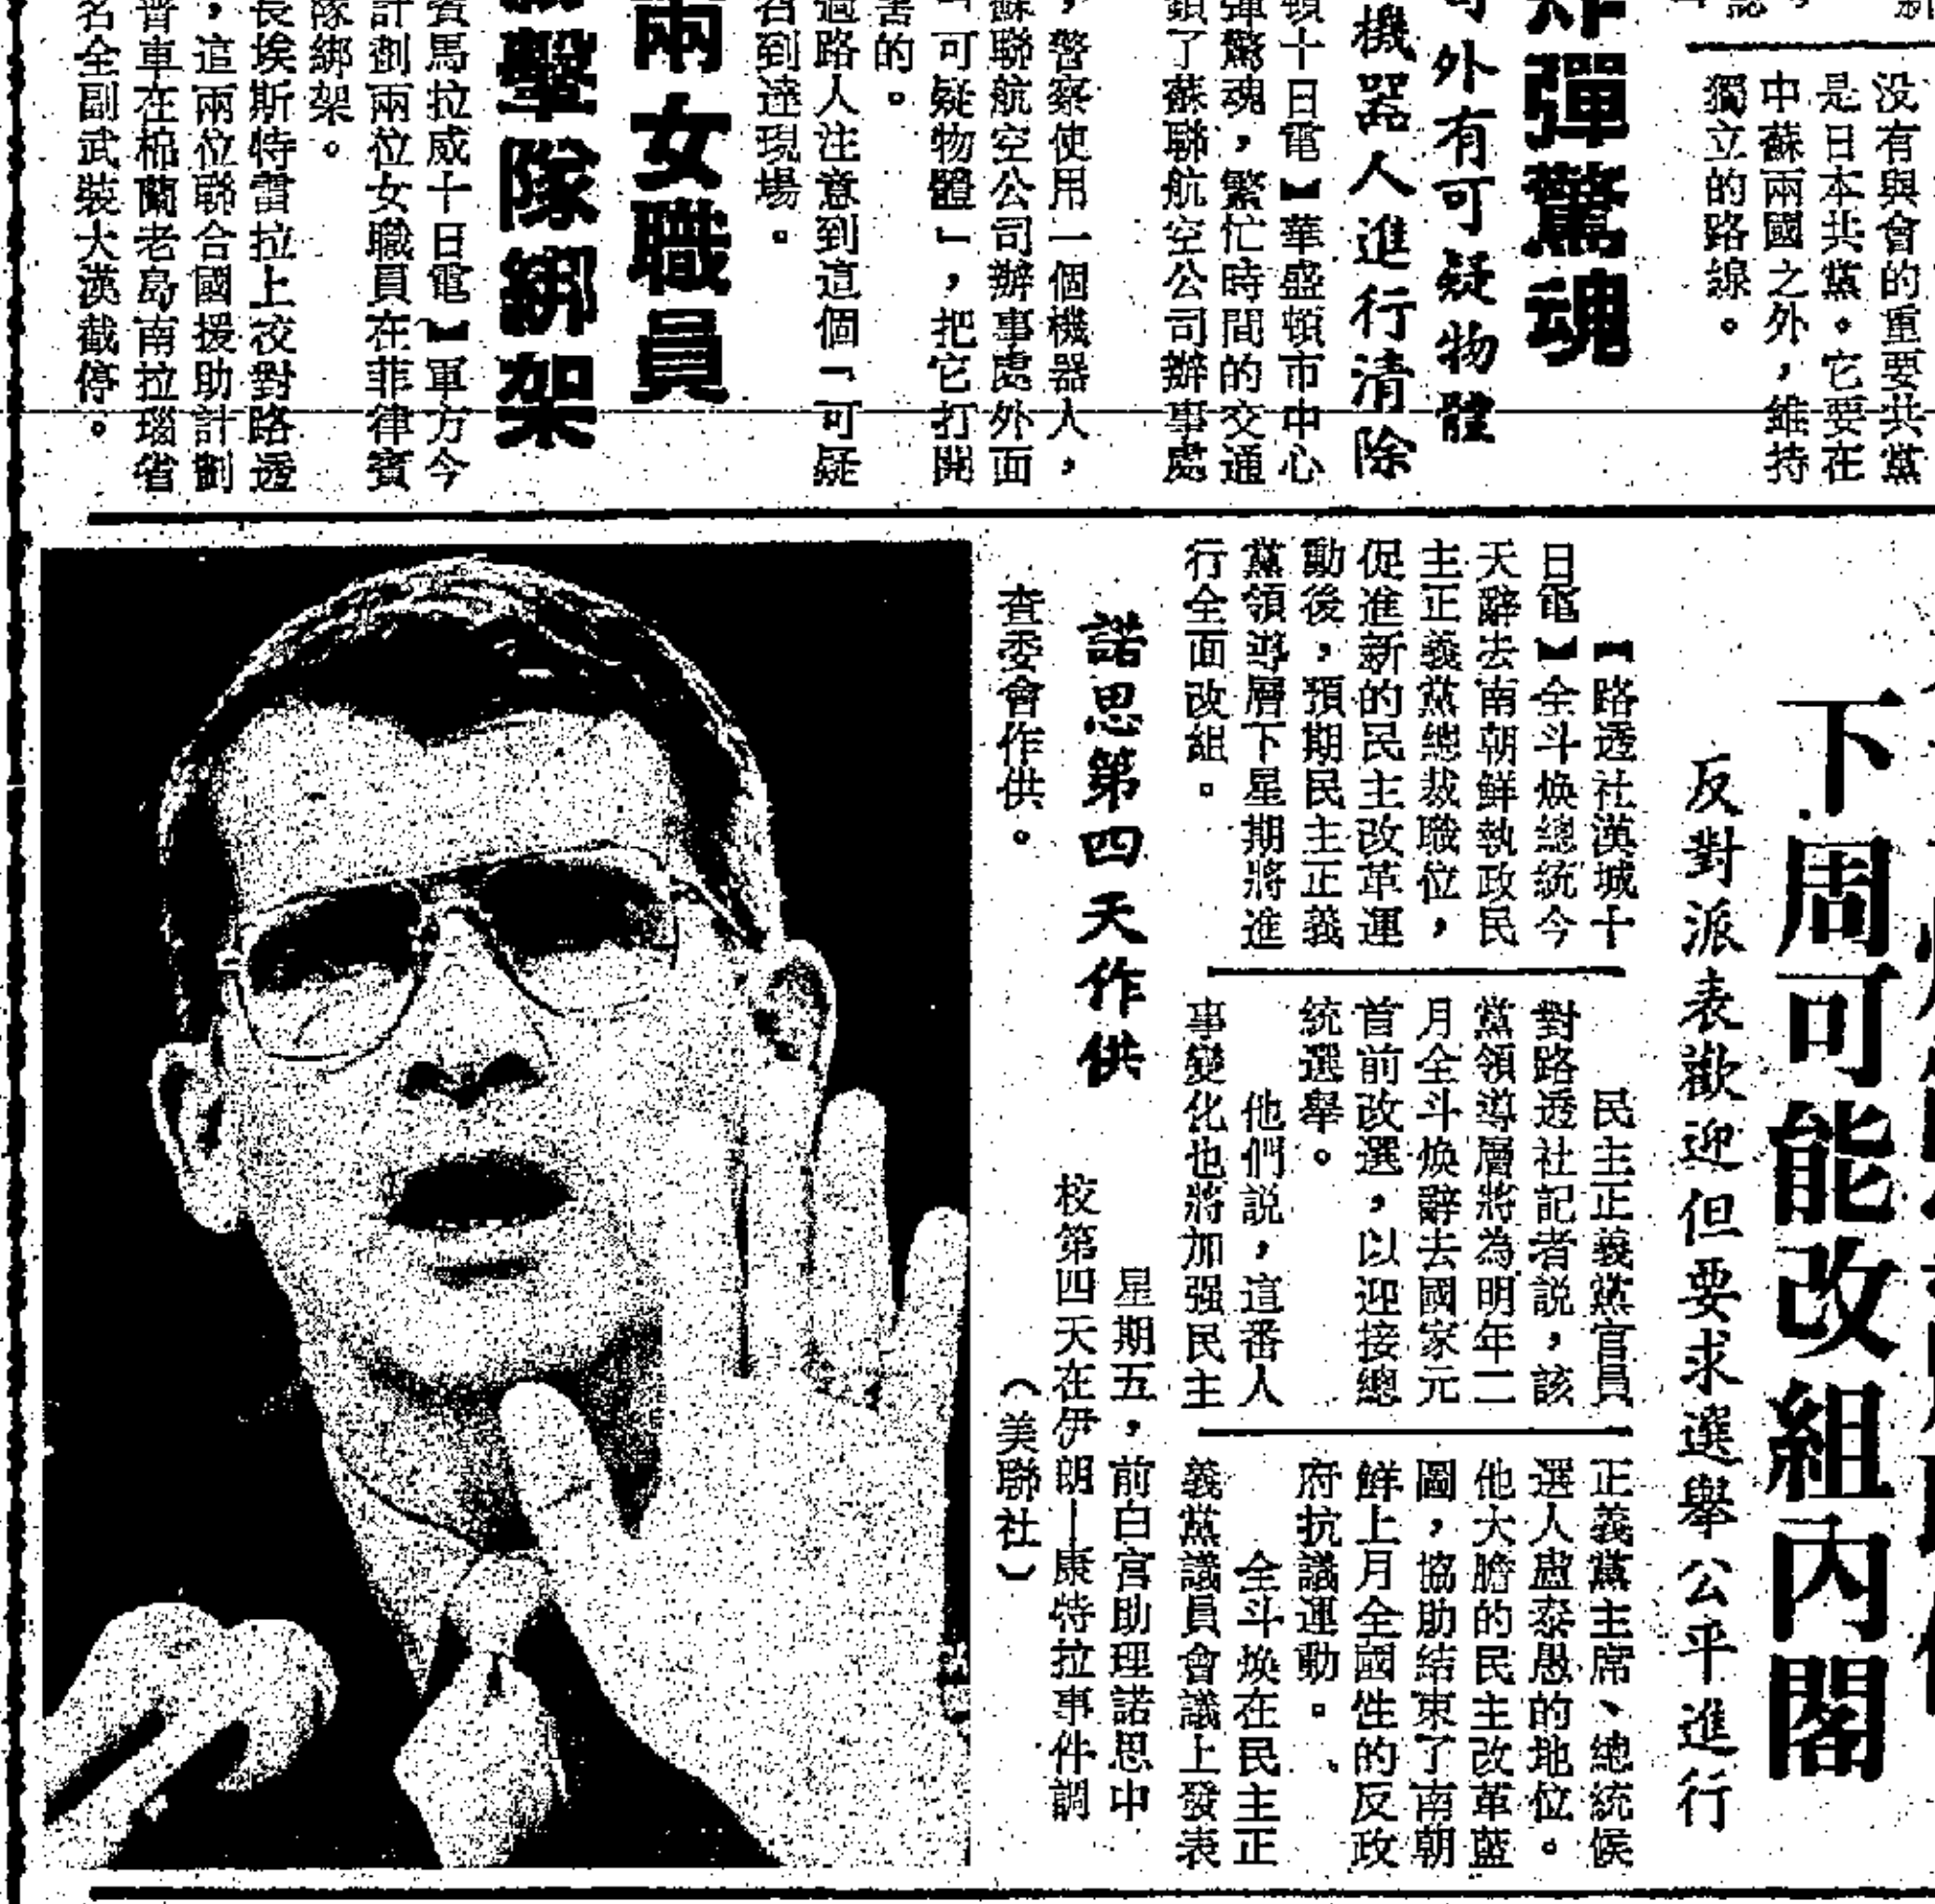 没有與會的重要共黨
是日本共黨。它要在
中蘇兩國之外，維持
獨立的路線。
炸彈驚魂
外有可疑物體
機器人進行清除
頓十日電】華盛頓市中心
彈驚魂，繁忙時間的交通
鎖了蘇聯航空公司辦事處
，警察使用一個機器人，
蘇聯航空公司辦事處外面
「可疑物體」，把它打開
害的。
過路人注意到這個「可疑
到達現場。
兩女職員
擊隊綁架
賓馬拉威十日電】軍方今
計劃兩位女職員在菲律賓
隊綁架。
長埃斯特雷拉上校對路透
，這兩位聯合國援助計劃
普車在棉蘭老島南拉瑙省
名全副武裝大漢截停。
下周可能改組內閣
反對派表歡迎但要求選舉公平進行
【路透社漢城十
日電】全斗煥總統今
天辭去南朝鮮執政民
主正義黨總裁職位，
促進新的民主改革運
動後，預期民主正義
黨領導層下星期將進
行全面改組。
民主正義黨官員
對路透社記者説，該
黨領導層將為明年二
月全斗煥辭去國家元
首前改選，以迎接總
統選舉。
他們説，這番人
事變化也將加强民主
正義黨主席、總統候
選人盧泰愚的地位。
他大膽的民主改革藍
圖，協助結束了南朝
鮮上月全國性的反政
府抗議運動。
全斗煥在民主正
義黨議員會議上發表
諾思第四天作供
星期五，前白宮助理諾思中
校第四天在伊朗—康特拉事件調
查委會作供。
（美聯社）